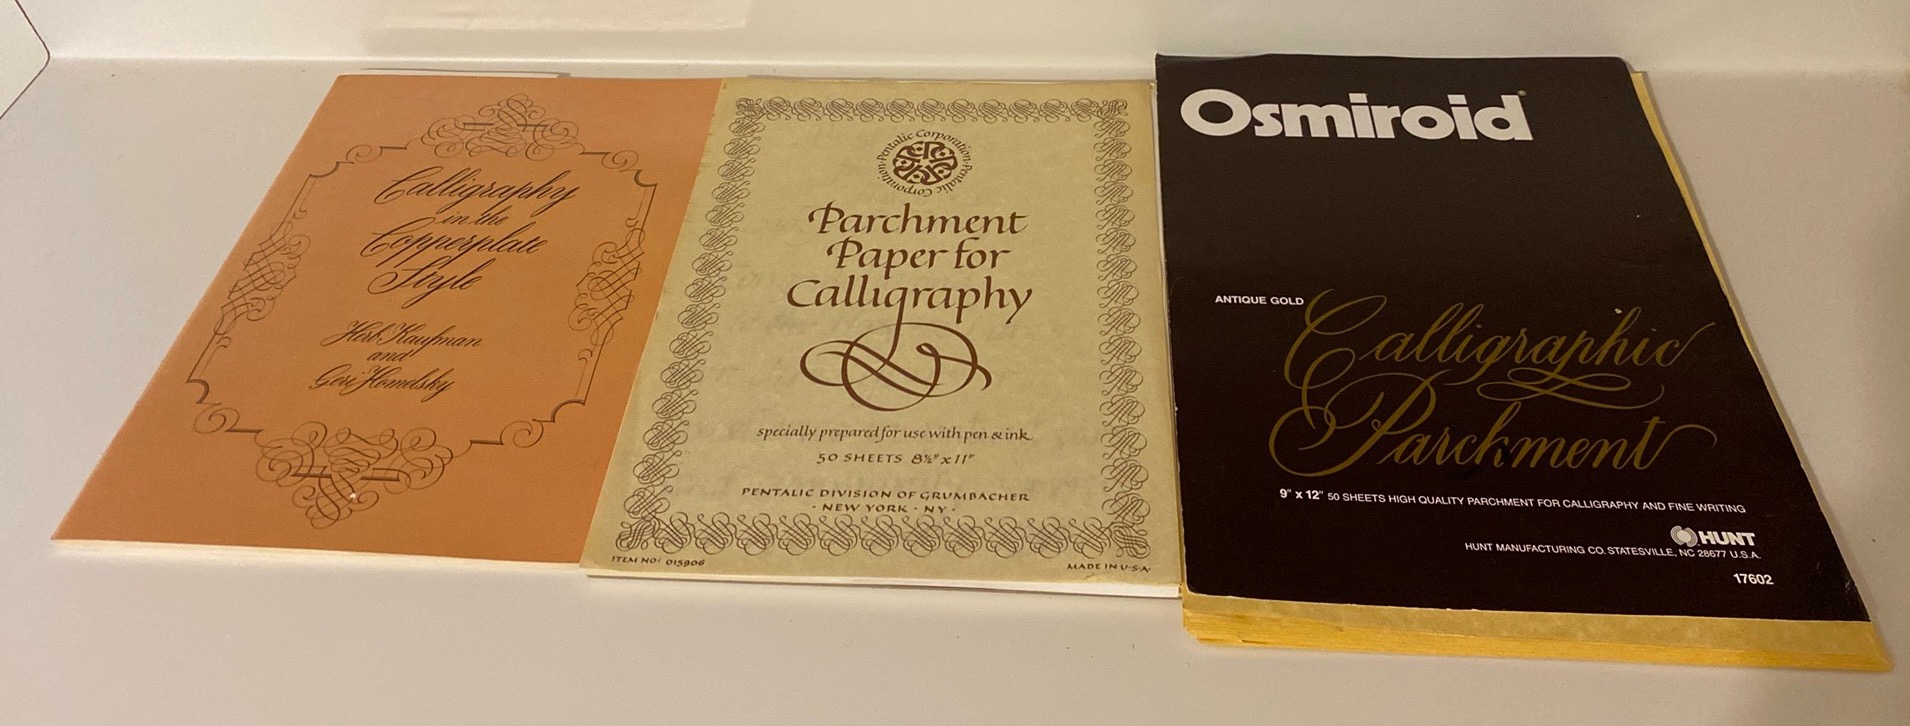 Calligraphy
in the
Copperplate
Style
Herb Kaufman
and
Geri Homelsky
Pentalic Corporation · Pentalic Corporation ·
Parchment
Paper for
Calligraphy
specially prepared for use with pen & ink
50 SHEETS 8½" x 11"
PENTALIC DIVISION OF GRUMBACHER
· NEW YORK · NY ·
ITEM NO: 015906
MADE IN U·S·A·
Osmiroid®
ANTIQUE GOLD
Calligraphic
Parchment
9" x 12" 50 SHEETS HIGH QUALITY PARCHMENT FOR CALLIGRAPHY AND FINE WRITING
HUNT
HUNT MANUFACTURING CO. STATESVILLE, NC 28677 U.S.A.
17602